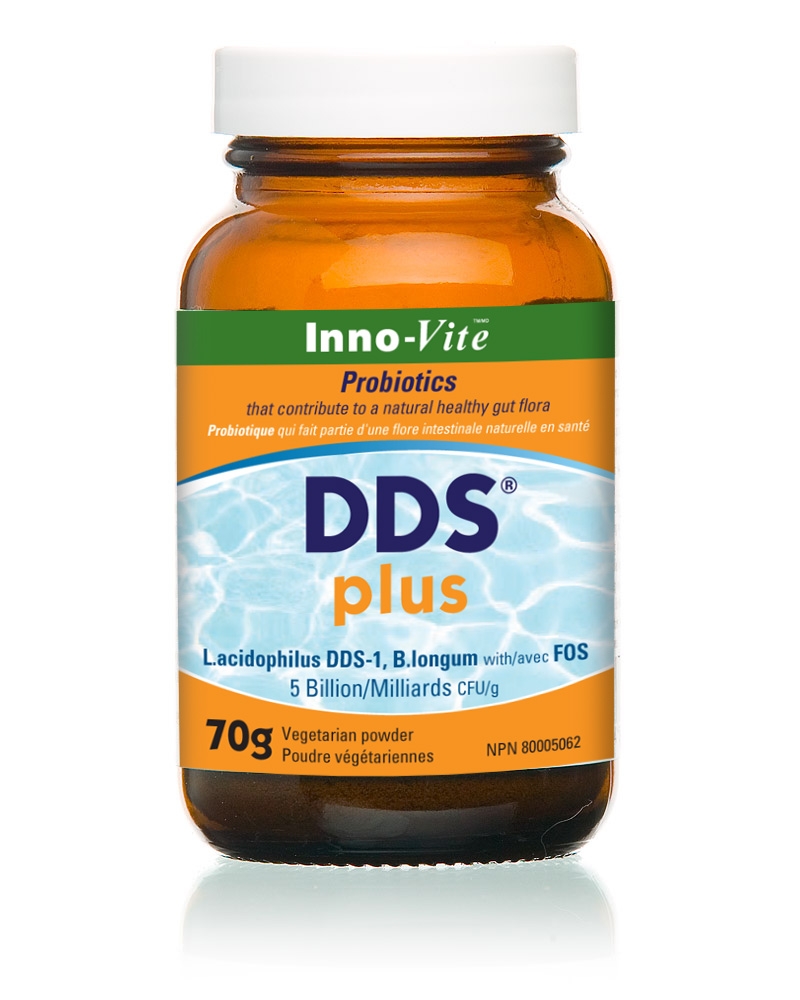 Inno-Vite TM/MD
Probiotics
that contribute to a natural healthy gut flora
Probiotique qui fait partie d'une flore intestinale naturelle en santé
DDS®
plus
L.acidophilus DDS-1, B.longum with/avec FOS
5 Billion/Milliards CFU/g
70g Vegetarian powder
Poudre végétariennes
NPN 80005062